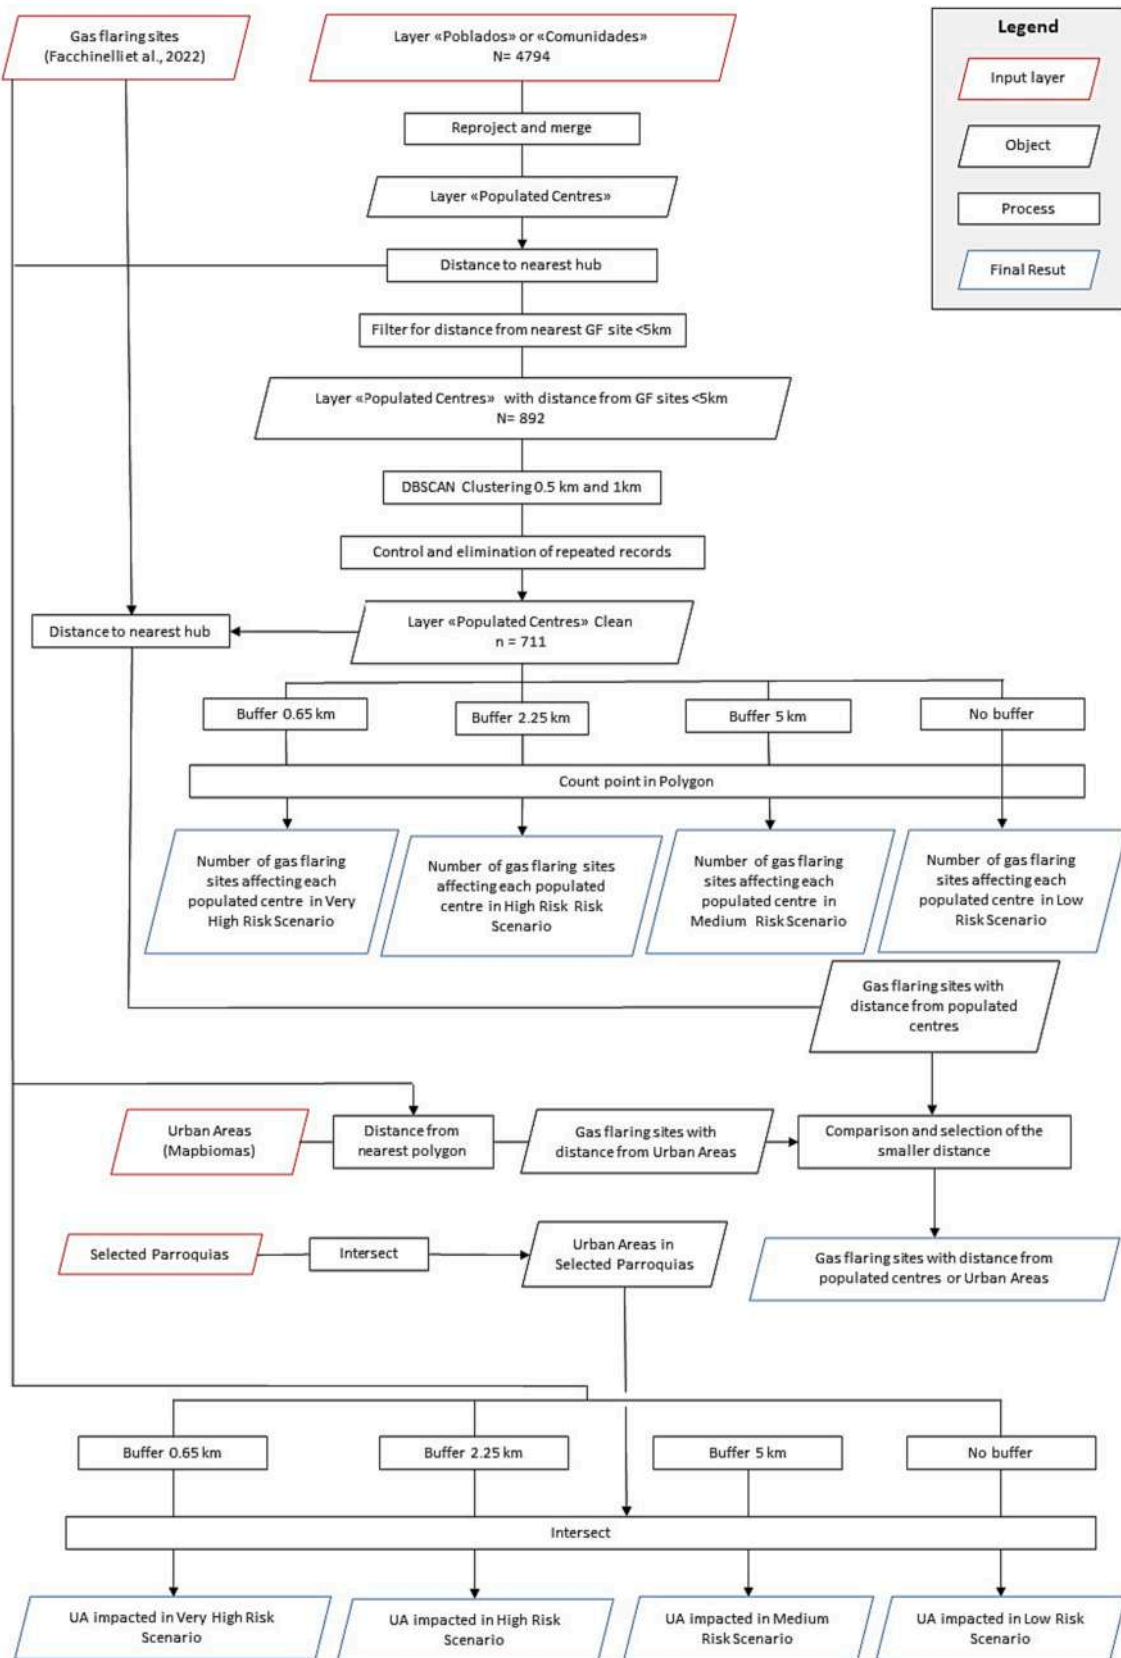 Gas flaring sites
(Facchinelli et al., 2022)
Layer «Poblados» or «Comunidades»
N= 4794
Legend
Input layer
Object
Process
Final Resut
Reproject and merge
Layer «Populated Centres»
Distance to nearest hub
Filter for distance from nearest GF site <5km
Layer «Populated Centres» with distance from GF sites <5km
N= 892
DBSCAN Clustering 0.5 km and 1km
Control and elimination of repeated records
Distance to nearest hub
Layer «Populated Centres» Clean
n = 711
Buffer 0.65 km
Buffer 2.25 km
Buffer 5 km
No buffer
Count point in Polygon
Number of gas flaring
sites affecting each
populated centre in Very
High Risk Scenario
Number of gas flaring sites
affecting each populated
centre in High Risk Risk
Scenario
Number of gas flaring
sites affecting each
populated centre in
Medium Risk Scenario
Number of gas flaring
sites affecting each
populated centre in Low
Risk Scenario
Gas flaring sites with
distance from populated
centres
Urban Areas
(Mapbiomas)
Distance from
nearest polygon
Gas flaring sites with
distance from Urban Areas
Comparison and selection of the
smaller distance
Selected Parroquias
Intersect
Urban Areas in
Selected Parroquias
Gas flaring sites with distance from
populated centres or Urban Areas
Buffer 0.65 km
Buffer 2.25 km
Buffer 5 km
No buffer
Intersect
UA impacted in Very High Risk
Scenario
UA impacted in High Risk
Scenario
UA impacted in Medium
Risk Scenario
UA impacted in Low Risk
Scenario